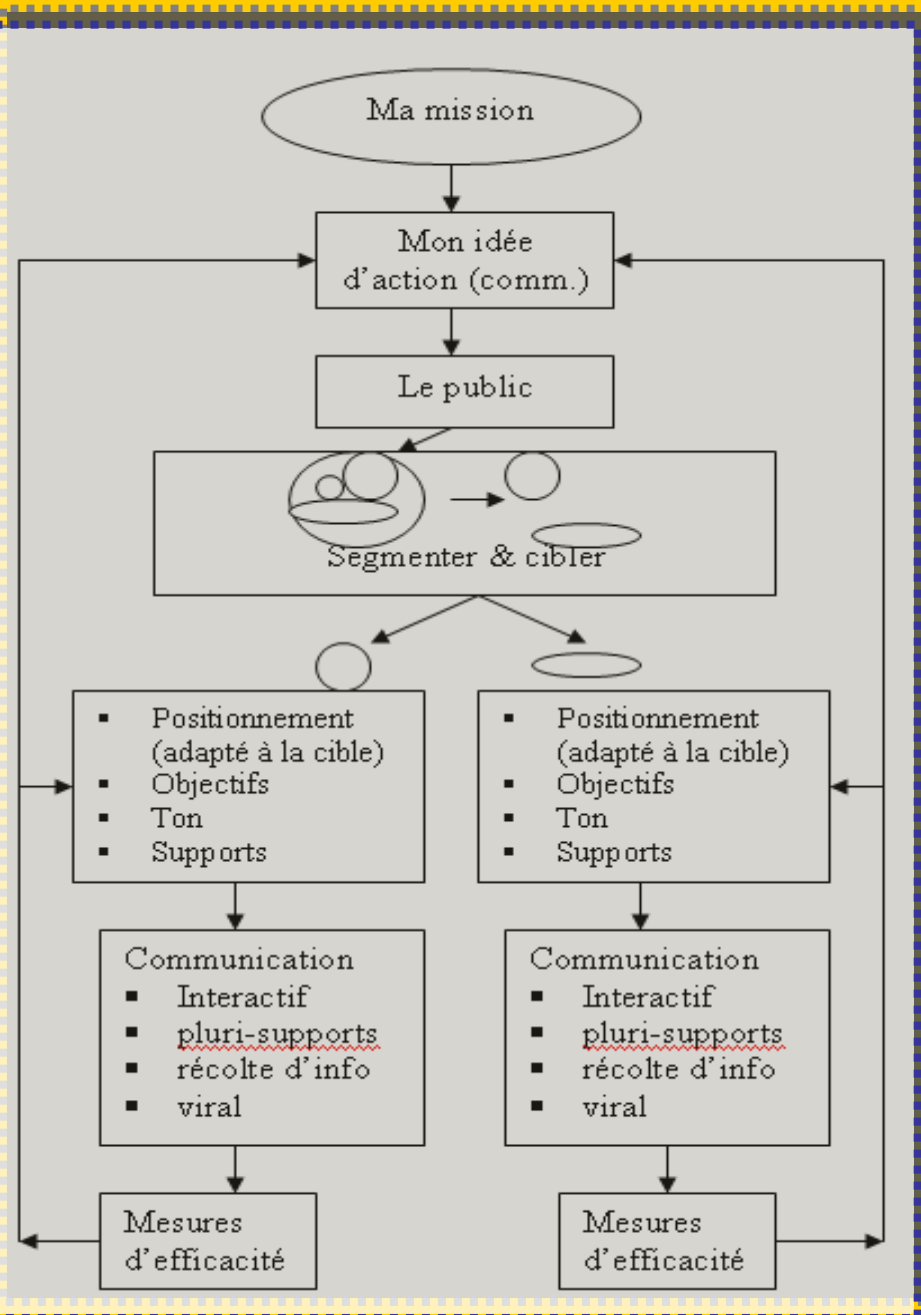 Ma mission
Mon idée
d'action (comm.)
Le public
Segmenter & cibler
▪ Positionnement
(adapté à la cible)
▪ Objectifs
▪ Ton
▪ Supports
▪ Positionnement
(adapté à la cible)
▪ Objectifs
▪ Ton
▪ Supports
Communication
▪ Interactif
▪ pluri-supports
▪ récolte d'info
▪ viral
Communication
▪ Interactif
▪ pluri-supports
▪ récolte d'info
▪ viral
Mesures
d'efficacité
Mesures
d'efficacité